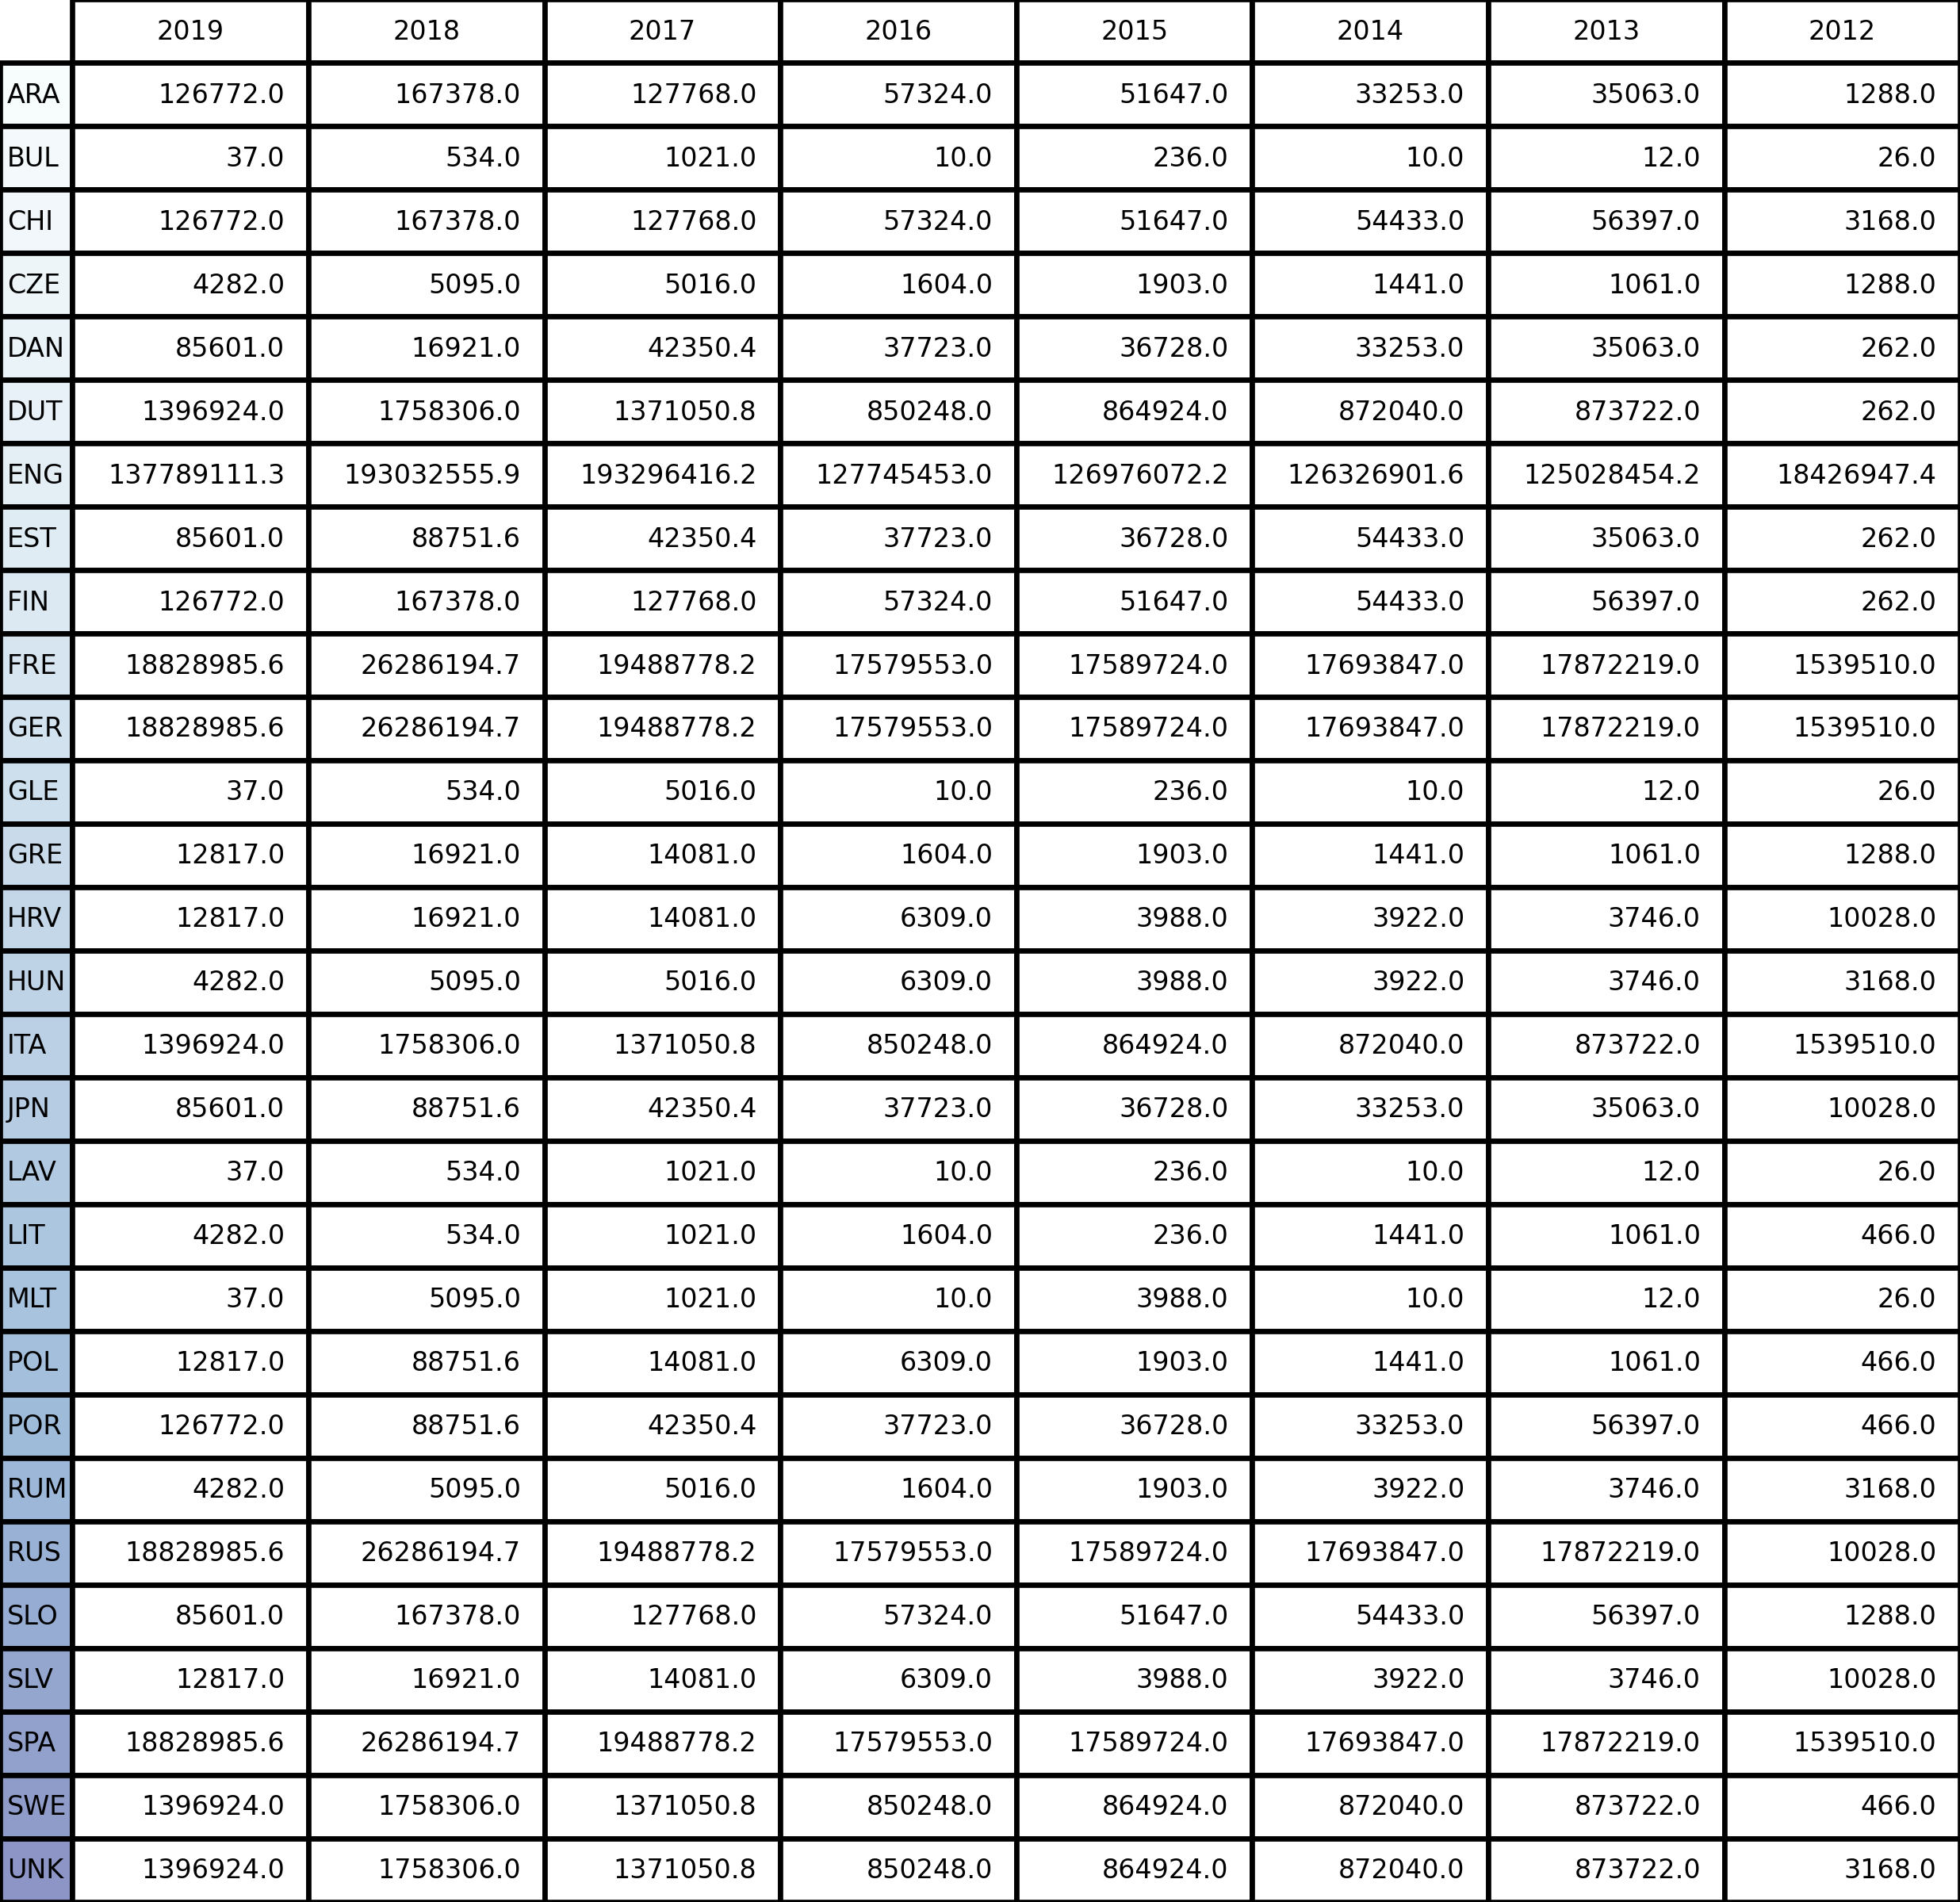 2019 2018 2017 2016 2015 2014 2013 2012
ARA 126772.0 167378.0 127768.0 57324.0 51647.0 33253.0 35063.0 1288.0
BUL 37.0 534.0 1021.0 10.0 236.0 10.0 12.0 26.0
CHI 126772.0 167378.0 127768.0 57324.0 51647.0 54433.0 56397.0 3168.0
CZE 4282.0 5095.0 5016.0 1604.0 1903.0 1441.0 1061.0 1288.0
DAN 85601.0 16921.0 42350.4 37723.0 36728.0 33253.0 35063.0 262.0
DUT 1396924.0 1758306.0 1371050.8 850248.0 864924.0 872040.0 873722.0 262.0
ENG 137789111.3 193032555.9 193296416.2 127745453.0 126976072.2 126326901.6 125028454.2 18426947.4
EST 85601.0 88751.6 42350.4 37723.0 36728.0 54433.0 35063.0 262.0
FIN 126772.0 167378.0 127768.0 57324.0 51647.0 54433.0 56397.0 262.0
FRE 18828985.6 26286194.7 19488778.2 17579553.0 17589724.0 17693847.0 17872219.0 1539510.0
GER 18828985.6 26286194.7 19488778.2 17579553.0 17589724.0 17693847.0 17872219.0 1539510.0
GLE 37.0 534.0 5016.0 10.0 236.0 10.0 12.0 26.0
GRE 12817.0 16921.0 14081.0 1604.0 1903.0 1441.0 1061.0 1288.0
HRV 12817.0 16921.0 14081.0 6309.0 3988.0 3922.0 3746.0 10028.0
HUN 4282.0 5095.0 5016.0 6309.0 3988.0 3922.0 3746.0 3168.0
ITA 1396924.0 1758306.0 1371050.8 850248.0 864924.0 872040.0 873722.0 1539510.0
JPN 85601.0 88751.6 42350.4 37723.0 36728.0 33253.0 35063.0 10028.0
LAV 37.0 534.0 1021.0 10.0 236.0 10.0 12.0 26.0
LIT 4282.0 534.0 1021.0 1604.0 236.0 1441.0 1061.0 466.0
MLT 37.0 5095.0 1021.0 10.0 3988.0 10.0 12.0 26.0
POL 12817.0 88751.6 14081.0 6309.0 1903.0 1441.0 1061.0 466.0
POR 126772.0 88751.6 42350.4 37723.0 36728.0 33253.0 56397.0 466.0
RUM 4282.0 5095.0 5016.0 1604.0 1903.0 3922.0 3746.0 3168.0
RUS 18828985.6 26286194.7 19488778.2 17579553.0 17589724.0 17693847.0 17872219.0 10028.0
SLO 85601.0 167378.0 127768.0 57324.0 51647.0 54433.0 56397.0 1288.0
SLV 12817.0 16921.0 14081.0 6309.0 3988.0 3922.0 3746.0 10028.0
SPA 18828985.6 26286194.7 19488778.2 17579553.0 17589724.0 17693847.0 17872219.0 1539510.0
SWE 1396924.0 1758306.0 1371050.8 850248.0 864924.0 872040.0 873722.0 466.0
UNK 1396924.0 1758306.0 1371050.8 850248.0 864924.0 872040.0 873722.0 3168.0